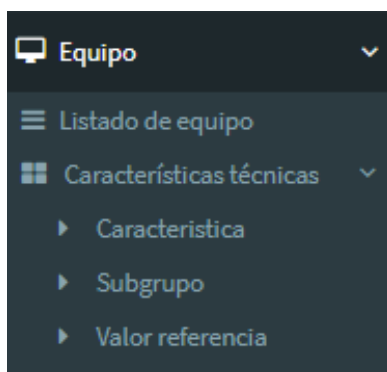 Equipo
Listado de equipo
Características técnicas
Caracteristica
Subgrupo
Valor referencia